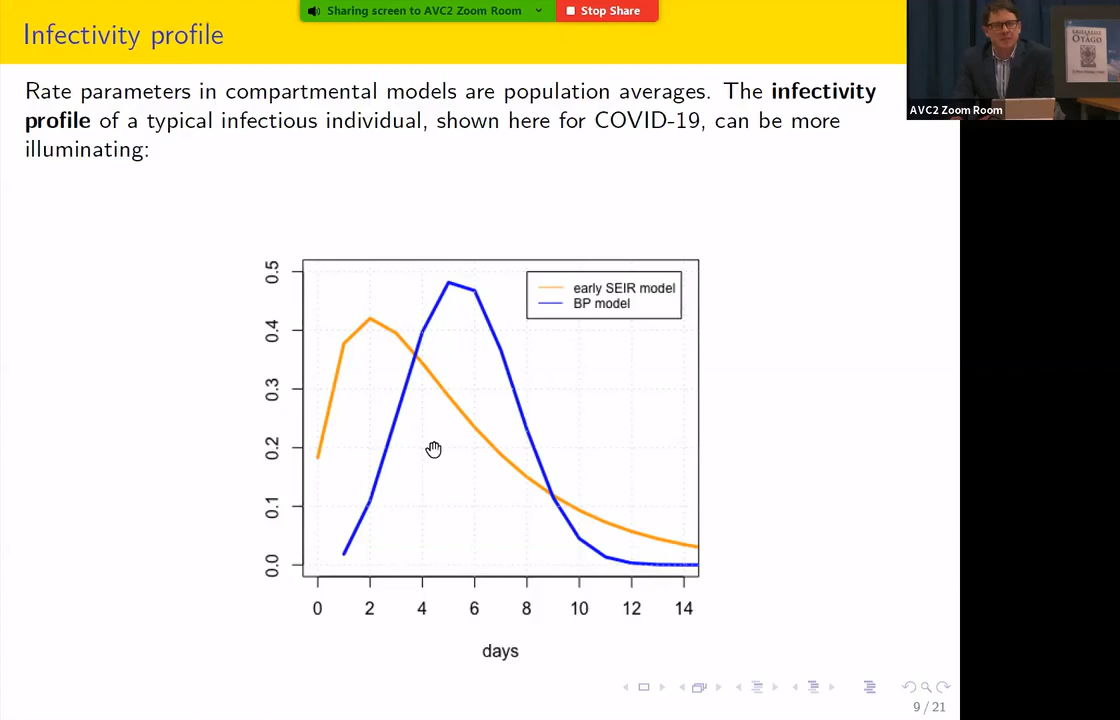 Sharing screen to AVC2 Zoom Room
Stop Share
Infectivity profile
Rate parameters in compartmental models are population averages. The infectivity
profile of a typical infectious individual, shown here for COVID-19, can be more
illuminating:
early SEIR model
BP model
0.5
0.4
0.3
0.2
0.1
0.0
0 2 4 6 8 10 12 14
days
9 / 21
OTAGO
AVC2 Zoom Room